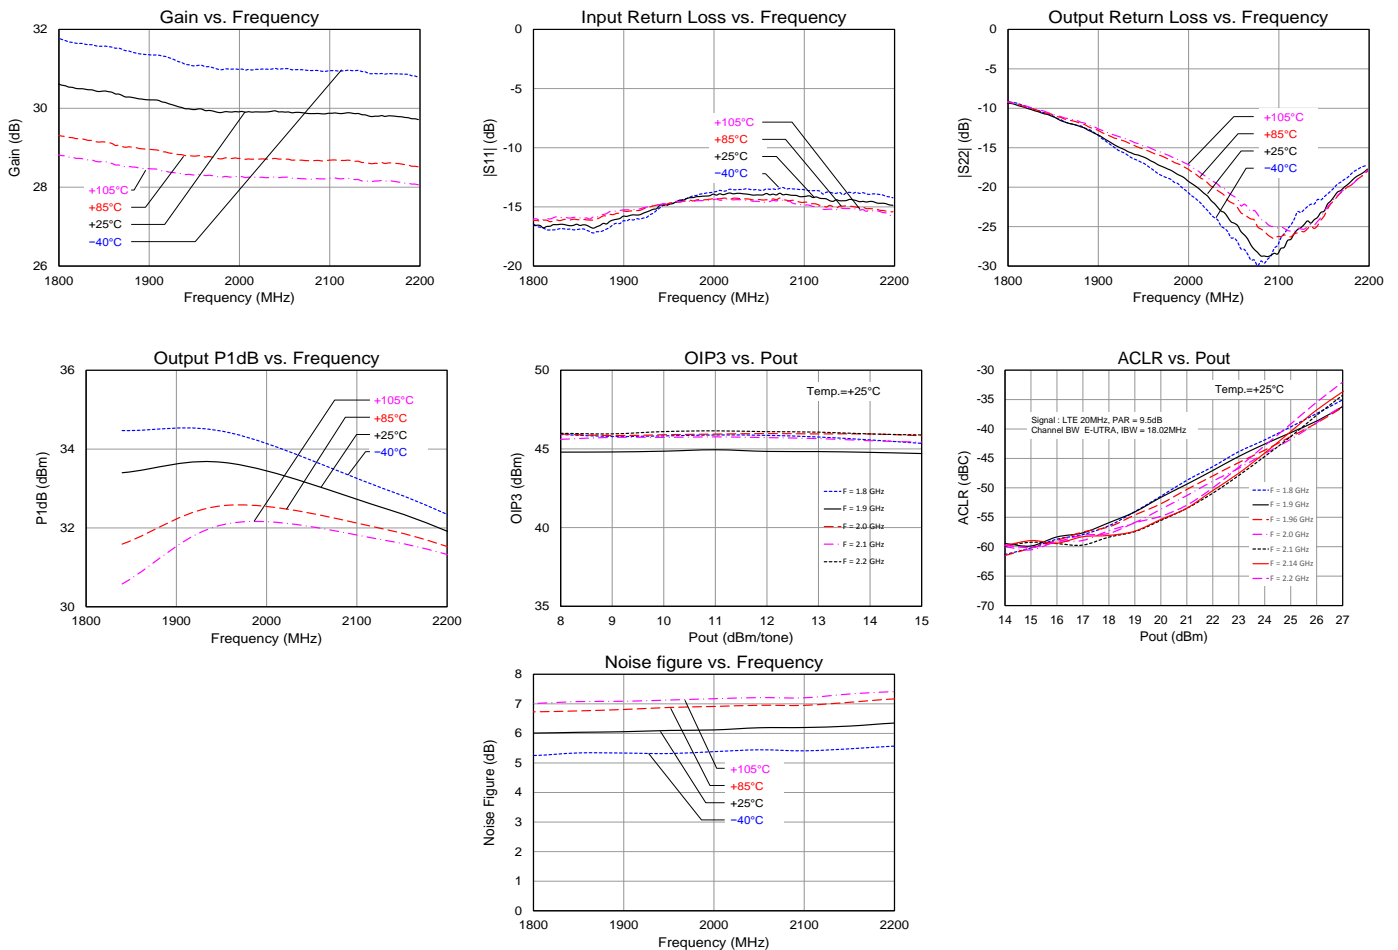 Gain vs. Frequency
32
30
28
26
Gain (dB)
+105°C
+85°C
+25°C
−40°C
1800 1900 2000 2100 2200
Frequency (MHz)
Input Return Loss vs. Frequency
0
-5
-10
-15
-20
|S11| (dB)
+105°C
+85°C
+25°C
−40°C
1800 1900 2000 2100 2200
Frequency (MHz)
Output Return Loss vs. Frequency
0
-5
-10
-15
-20
-25
-30
|S22| (dB)
+105°C
+85°C
+25°C
−40°C
1800 1900 2000 2100 2200
Frequency (MHz)
Output P1dB vs. Frequency
36
34
32
30
P1dB (dBm)
+105°C
+85°C
+25°C
−40°C
1800 1900 2000 2100 2200
Frequency (MHz)
OIP3 vs. Pout
50
45
40
35
OIP3 (dBm)
Temp.=+25°C
F = 1.8 GHz
F = 1.9 GHz
F = 2.0 GHz
F = 2.1 GHz
F = 2.2 GHz
8 9 10 11 12 13 14 15
Pout (dBm/tone)
ACLR vs. Pout
-30
-35
-40
-45
-50
-55
-60
-65
-70
ACLR (dBC)
Temp.=+25°C
Signal : LTE 20MHz, PAR = 9.5dB
Channel BW E-UTRA, IBW = 18.02MHz
F = 1.8 GHz
F = 1.9 GHz
F = 1.96 GHz
F = 2.0 GHz
F = 2.1 GHz
F = 2.14 GHz
F = 2.2 GHz
14 15 16 17 18 19 20 21 22 23 24 25 26 27
Pout (dBm)
Noise figure vs. Frequency
8
7
6
5
4
3
2
1
0
Noise Figure (dB)
+105°C
+85°C
+25°C
−40°C
1800 1900 2000 2100 2200
Frequency (MHz)